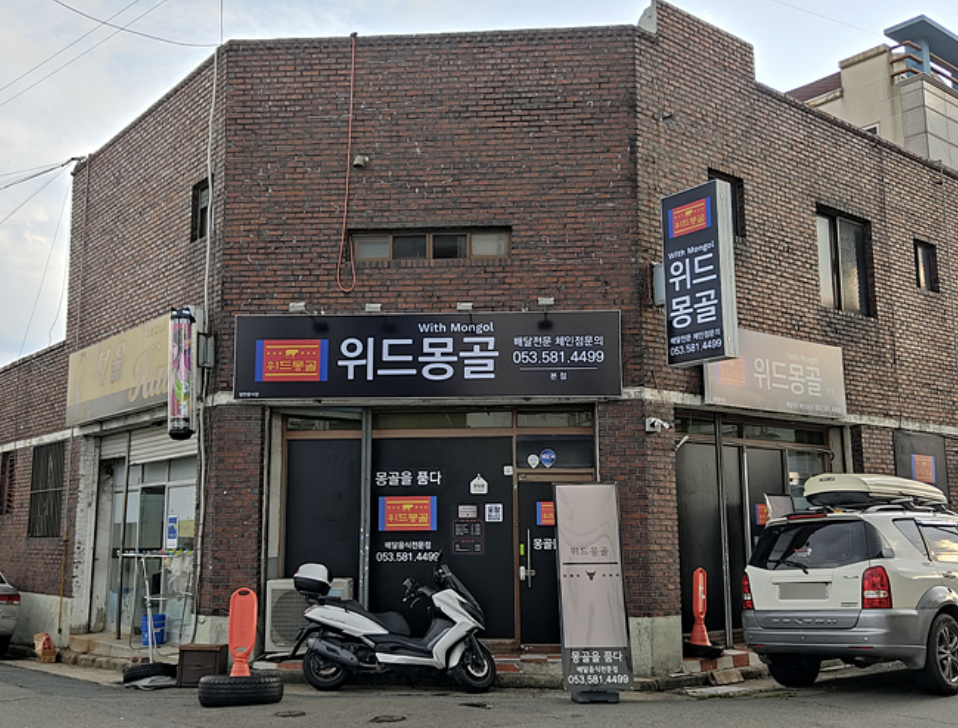 With Mongol
위드몽골
위드몽골
배달전문 체인점문의
053.581.4499
본점
위드몽골
With Mongol
위드
몽골
배달전문 체인점문의
053.581.4499
위드몽골
몽골을 품다
위드몽골
배달음식전문점
053.581.4499
몽골
위드몽골
몽골을 품다
배달음식전문점
053.581.4499